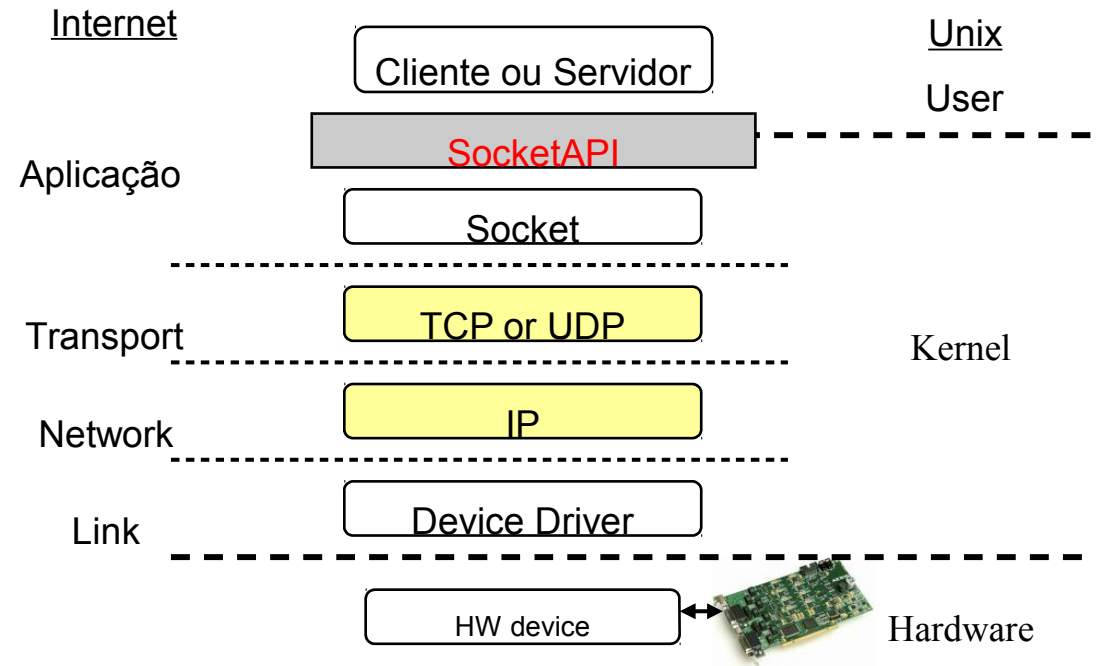 Internet
Unix
Cliente ou Servidor
User
SocketAPI
Aplicação
Socket
Transport
TCP or UDP
Kernel
Network
IP
Link
Device Driver
HW device
Hardware